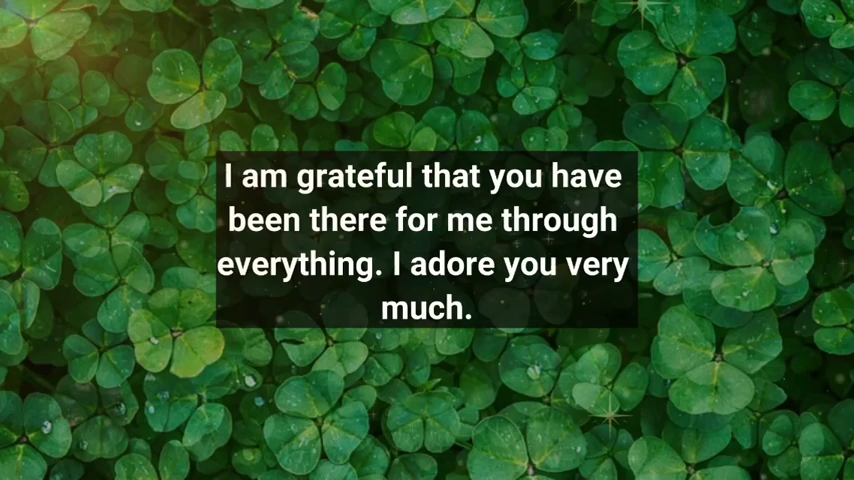 I am grateful that you have
been there for me through
everything. I adore you very
much.